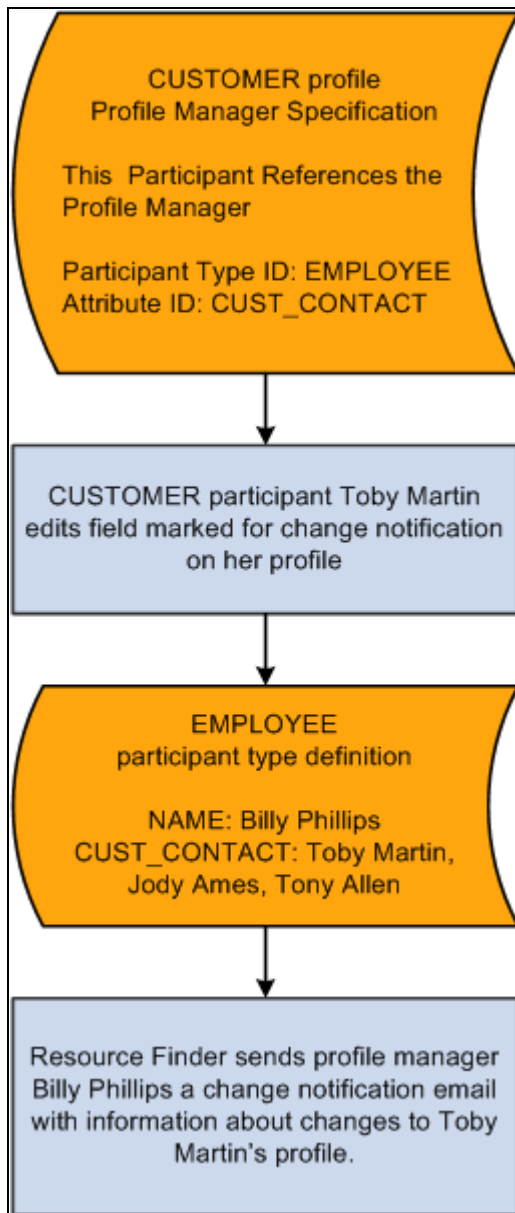 CUSTOMER profile
Profile Manager Specification
This Participant References the
Profile Manager
Participant Type ID: EMPLOYEE
Attribute ID: CUST_CONTACT
CUSTOMER participant Toby Martin
edits field marked for change notification
on her profile
EMPLOYEE
participant type definition
NAME: Billy Phillips
CUST_CONTACT: Toby Martin,
Jody Ames, Tony Allen
Resource Finder sends profile manager
Billy Phillips a change notification email
with information about changes to Toby
Martin's profile.